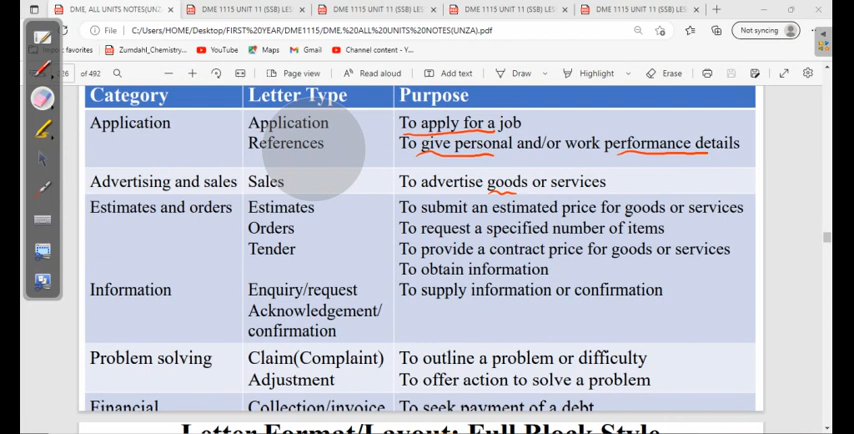 DME, ALL UNITS NOTES(UNZA).pdf
DME 1115 UNIT 11 (SSB) LES
DME 1115 UNIT 11 (SSB) LES
DME 1115 UNIT 11 (SSB) LES
DME 1115 UNIT 11 (SSB) LES
File C:/Users/HOME/Desktop/FIRST%20YEAR/DME1115/DME.%20ALL%20UNITS%20NOTES(UNZA).pdf
Not syncing
favorites
Zumdahl_Chemistry...
YouTube
Maps
Gmail
Channel content - Y...
26 of 492
Page view
Read aloud
Add text
Draw
Highlight
Erase
Category Letter Type Purpose
Application Application To apply for a job
References To give personal and/or work performance details
Advertising and sales Sales To advertise goods or services
Estimates and orders Estimates To submit an estimated price for goods or services
Orders To request a specified number of items
Tender To provide a contract price for goods or services
To obtain information
Information Enquiry/request To supply information or confirmation
Acknowledgement/
confirmation
Problem solving Claim(Complaint) To outline a problem or difficulty
Adjustment To offer action to solve a problem
Financial Collection/invoice To seek payment of a debt
Letter Format/Layout: Full Block Style